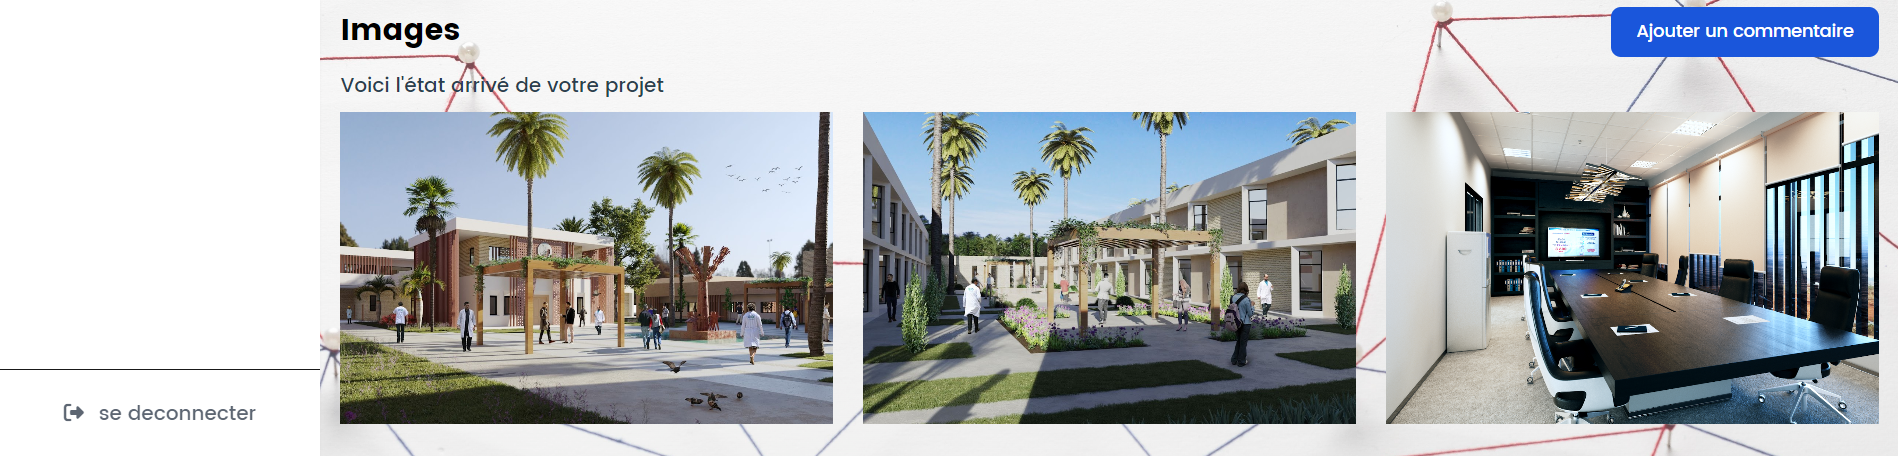 Images
Ajouter un commentaire
Voici l'état arrivé de votre projet
se deconnecter